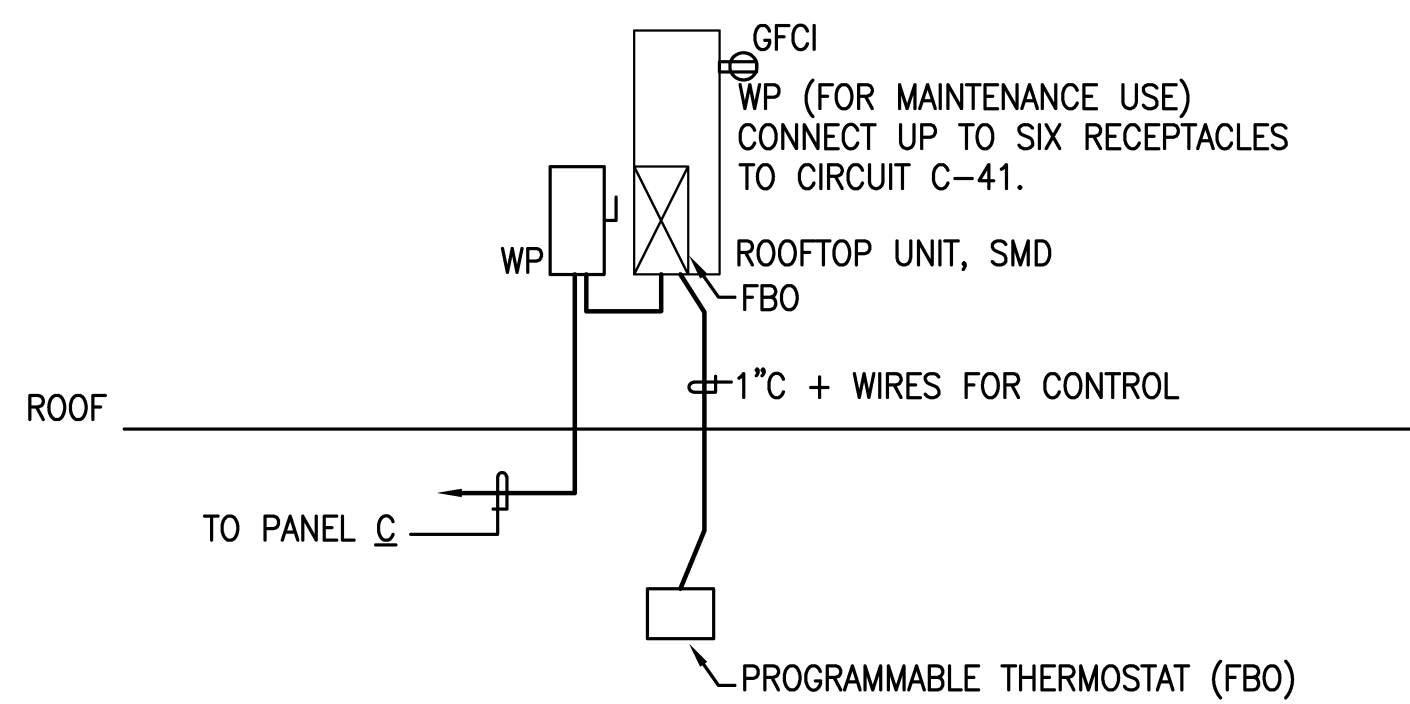 GFCI
WP (FOR MAINTENANCE USE)
CONNECT UP TO SIX RECEPTACLES
TO CIRCUIT C-41.
WP
ROOFTOP UNIT, SMD
FBO
1"C + WIRES FOR CONTROL
ROOF
TO PANEL C
PROGRAMMABLE THERMOSTAT (FBO)